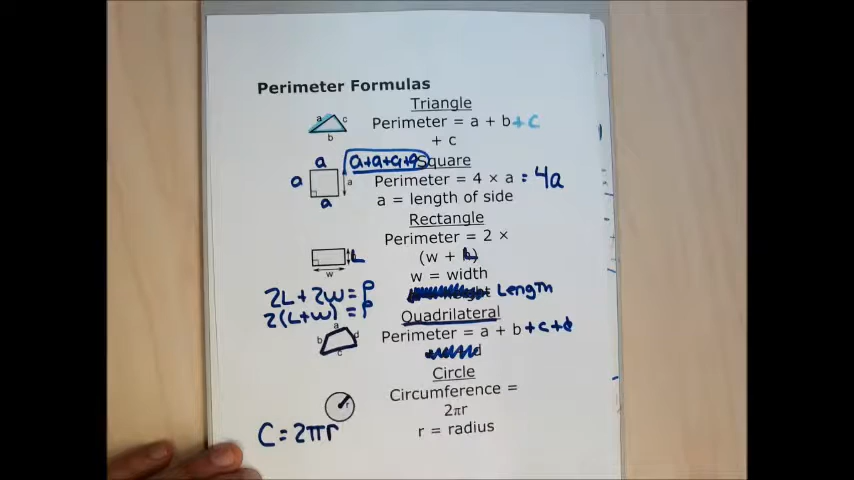 Perimeter Formulas
Triangle
a c
Perimeter = a + b + c
b
+ c
a a+a+a+a Square
a a Perimeter = 4 × a = 4a
a a = length of side
Rectangle
Perimeter = 2 ×
L (w + L)
w w = width
2L + 2W = P Length
2(L+W) = P Quadrilateral
a
b d Perimeter = a + b + c + d
c d
Circle
Circumference =
r 2πr
C = 2πr r = radius